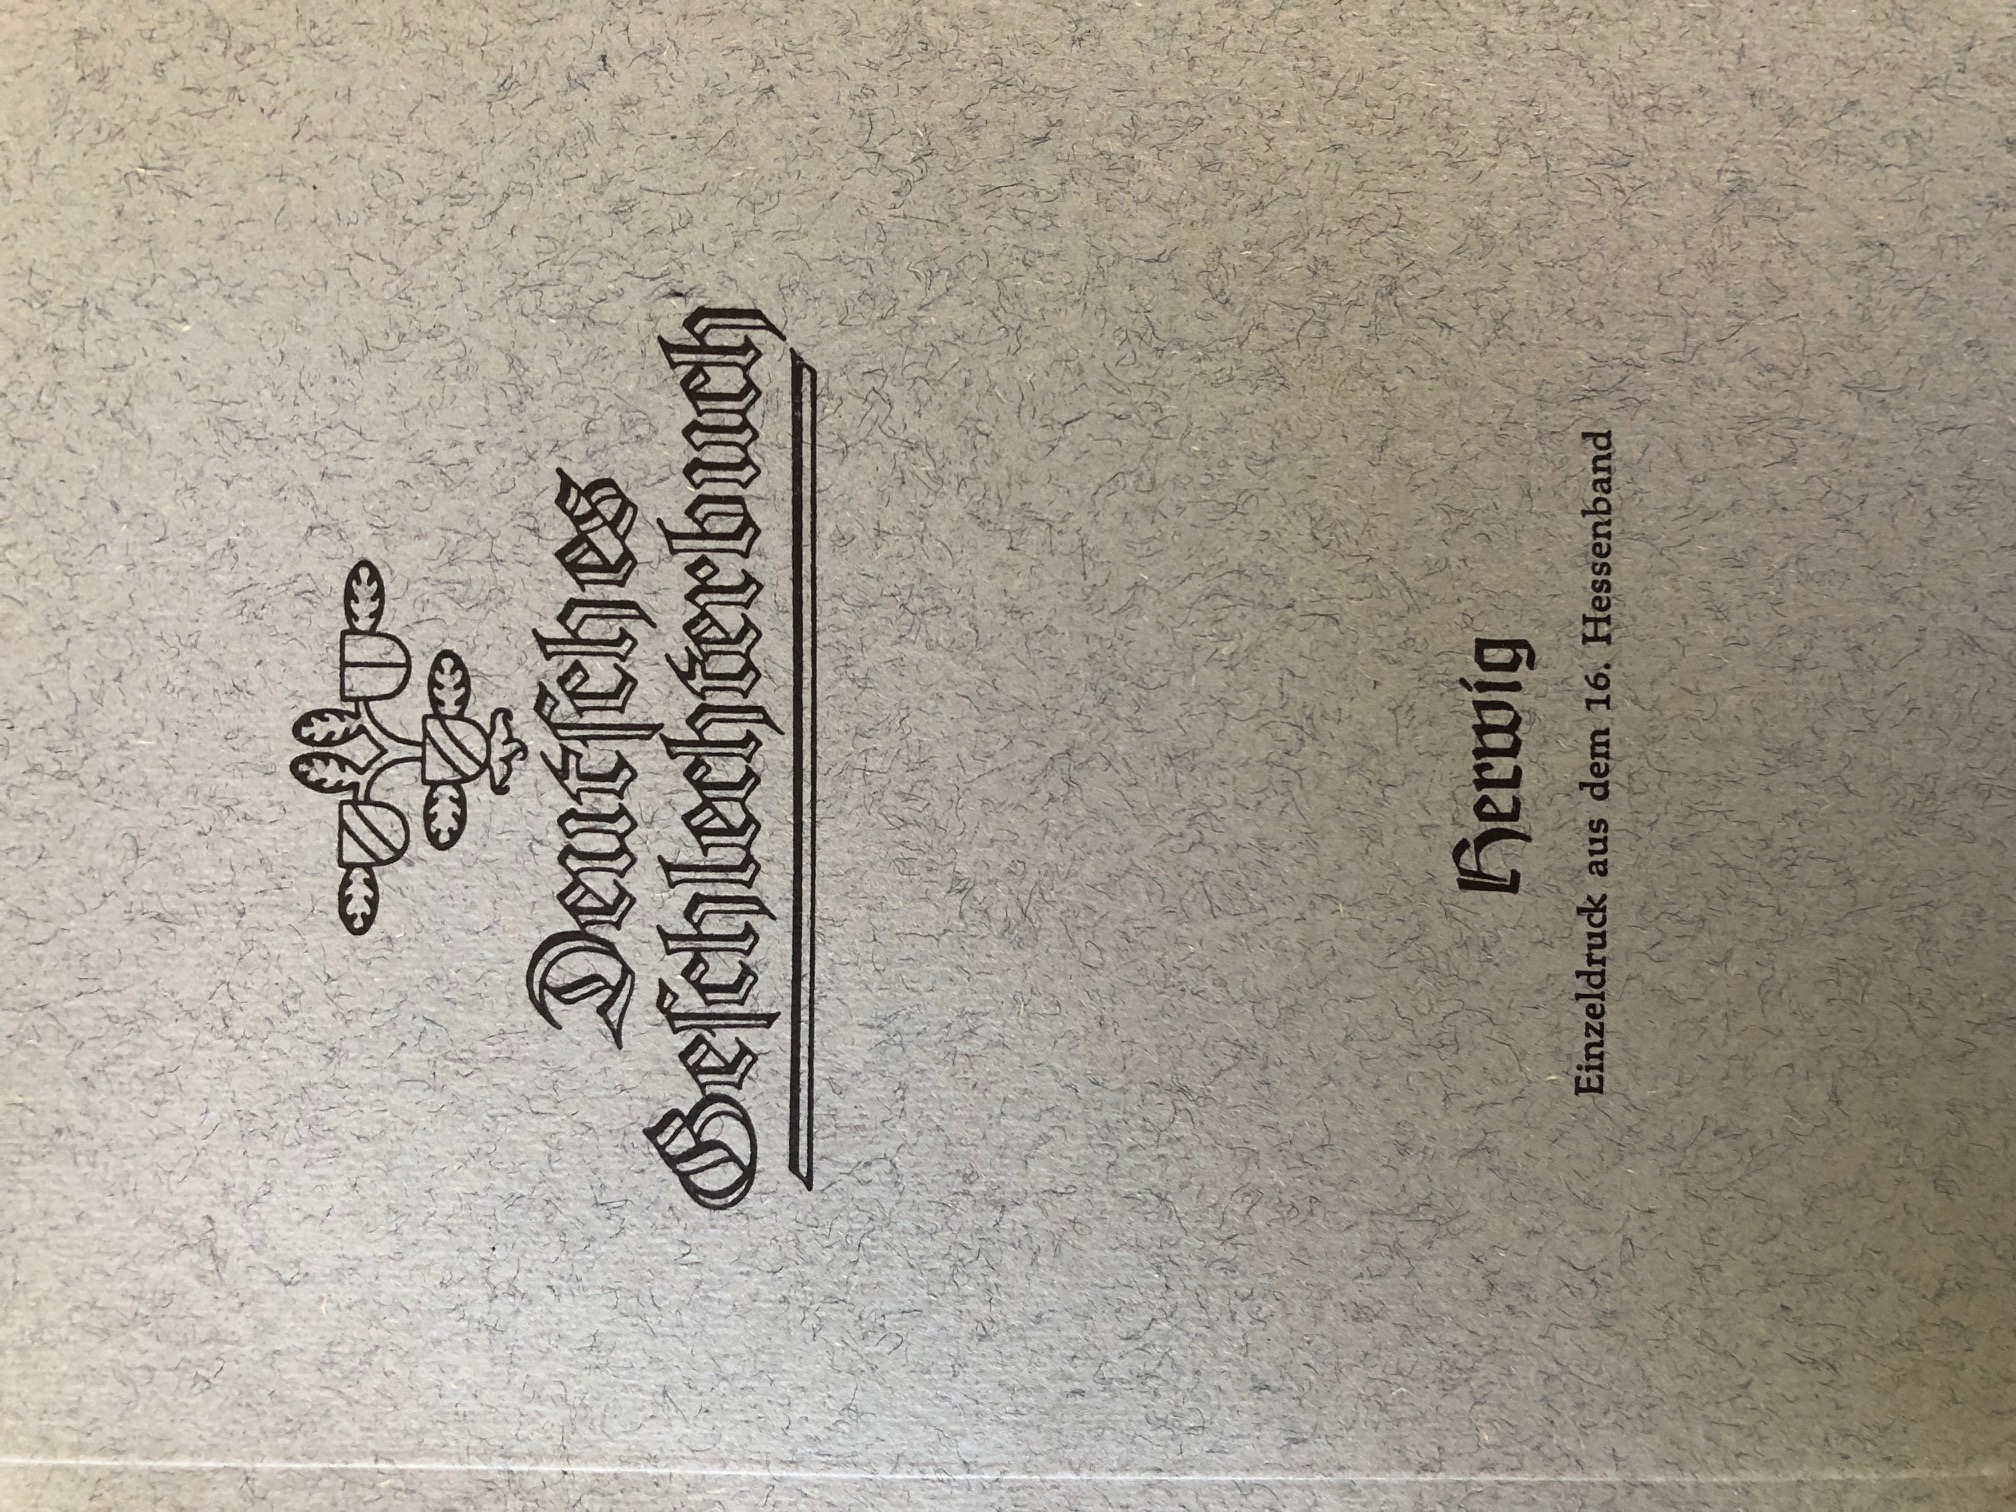 Deutſches
Geſchlechterbuch
Herwig
Einzeldruck aus dem 16. Hessenband